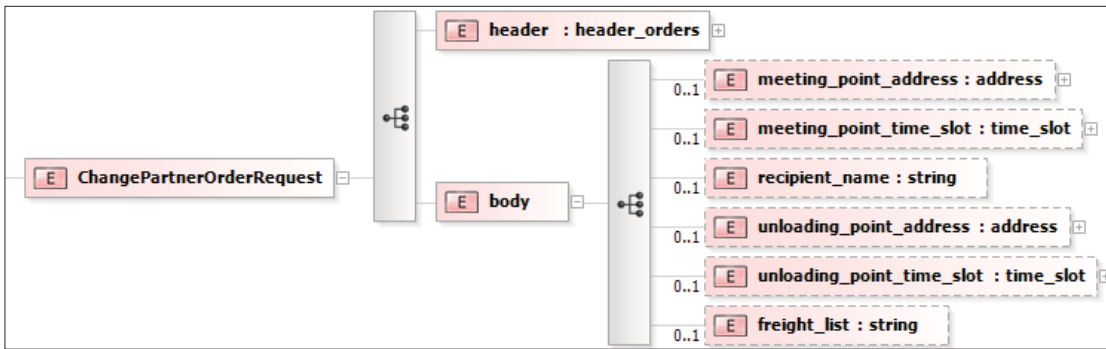 E header : header_orders
E meeting_point_address : address
0..1
E meeting_point_time_slot : time_slot
0..1
E ChangePartnerOrderRequest
E recipient_name : string
0..1
E body
E unloading_point_address : address
0..1
E unloading_point_time_slot : time_slot
0..1
E freight_list : string
0..1